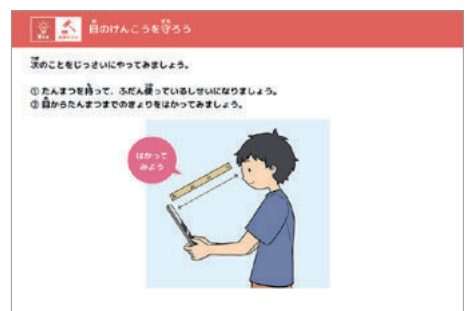 目のけんこうを守ろう
次のことをじっさいにやってみましょう。
① たんまつを持って、ふだん使っているしせいになりましょう。
② 目からたんまつまでのきょりをはかってみましょう。
はかって
みよう